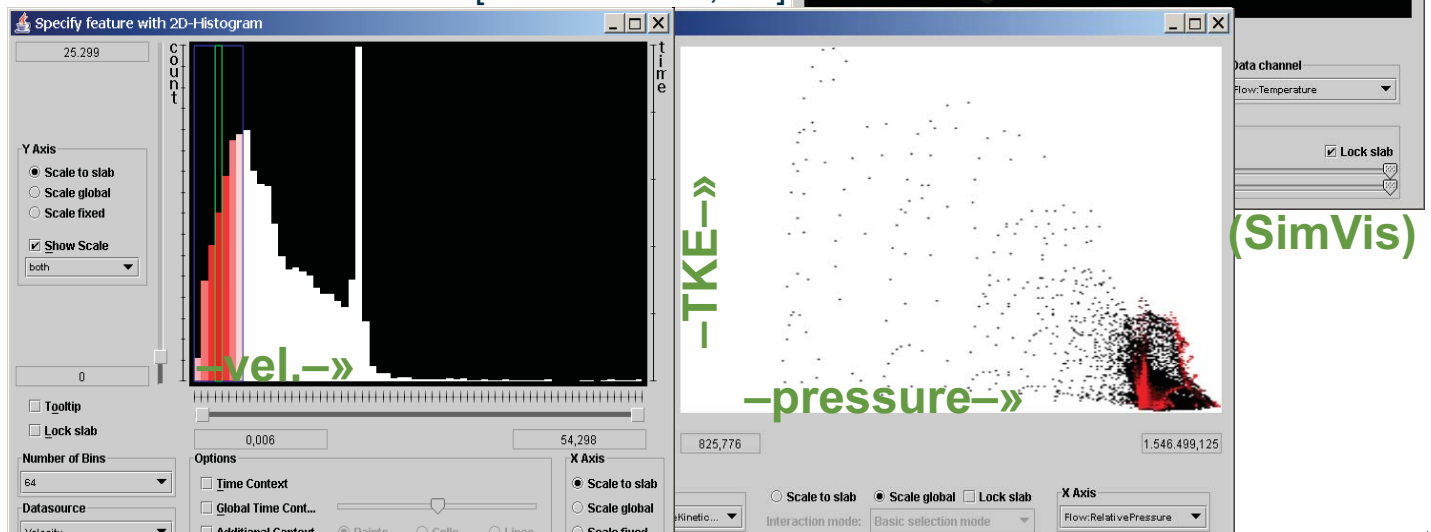 Specify feature with 2D-Histogram
25.299
count
time
Y Axis
Scale to slab
Scale global
Scale fixed
Show Scale
both
0
–vel.–»
Tooltip
Lock slab
0,006
54,298
Number of Bins
64
Datasource
Options
Time Context
Global Time Cont...
X Axis
Scale to slab
Scale global
–TKE–»
–pressure–»
825,776
1.546.499,125
eKinetic...
Scale to slab
Scale global
Lock slab
Interaction mode:
Basic selection mode
X Axis
Flow:RelativePressure
Data channel
Flow:Temperature
Lock slab
(SimVis)